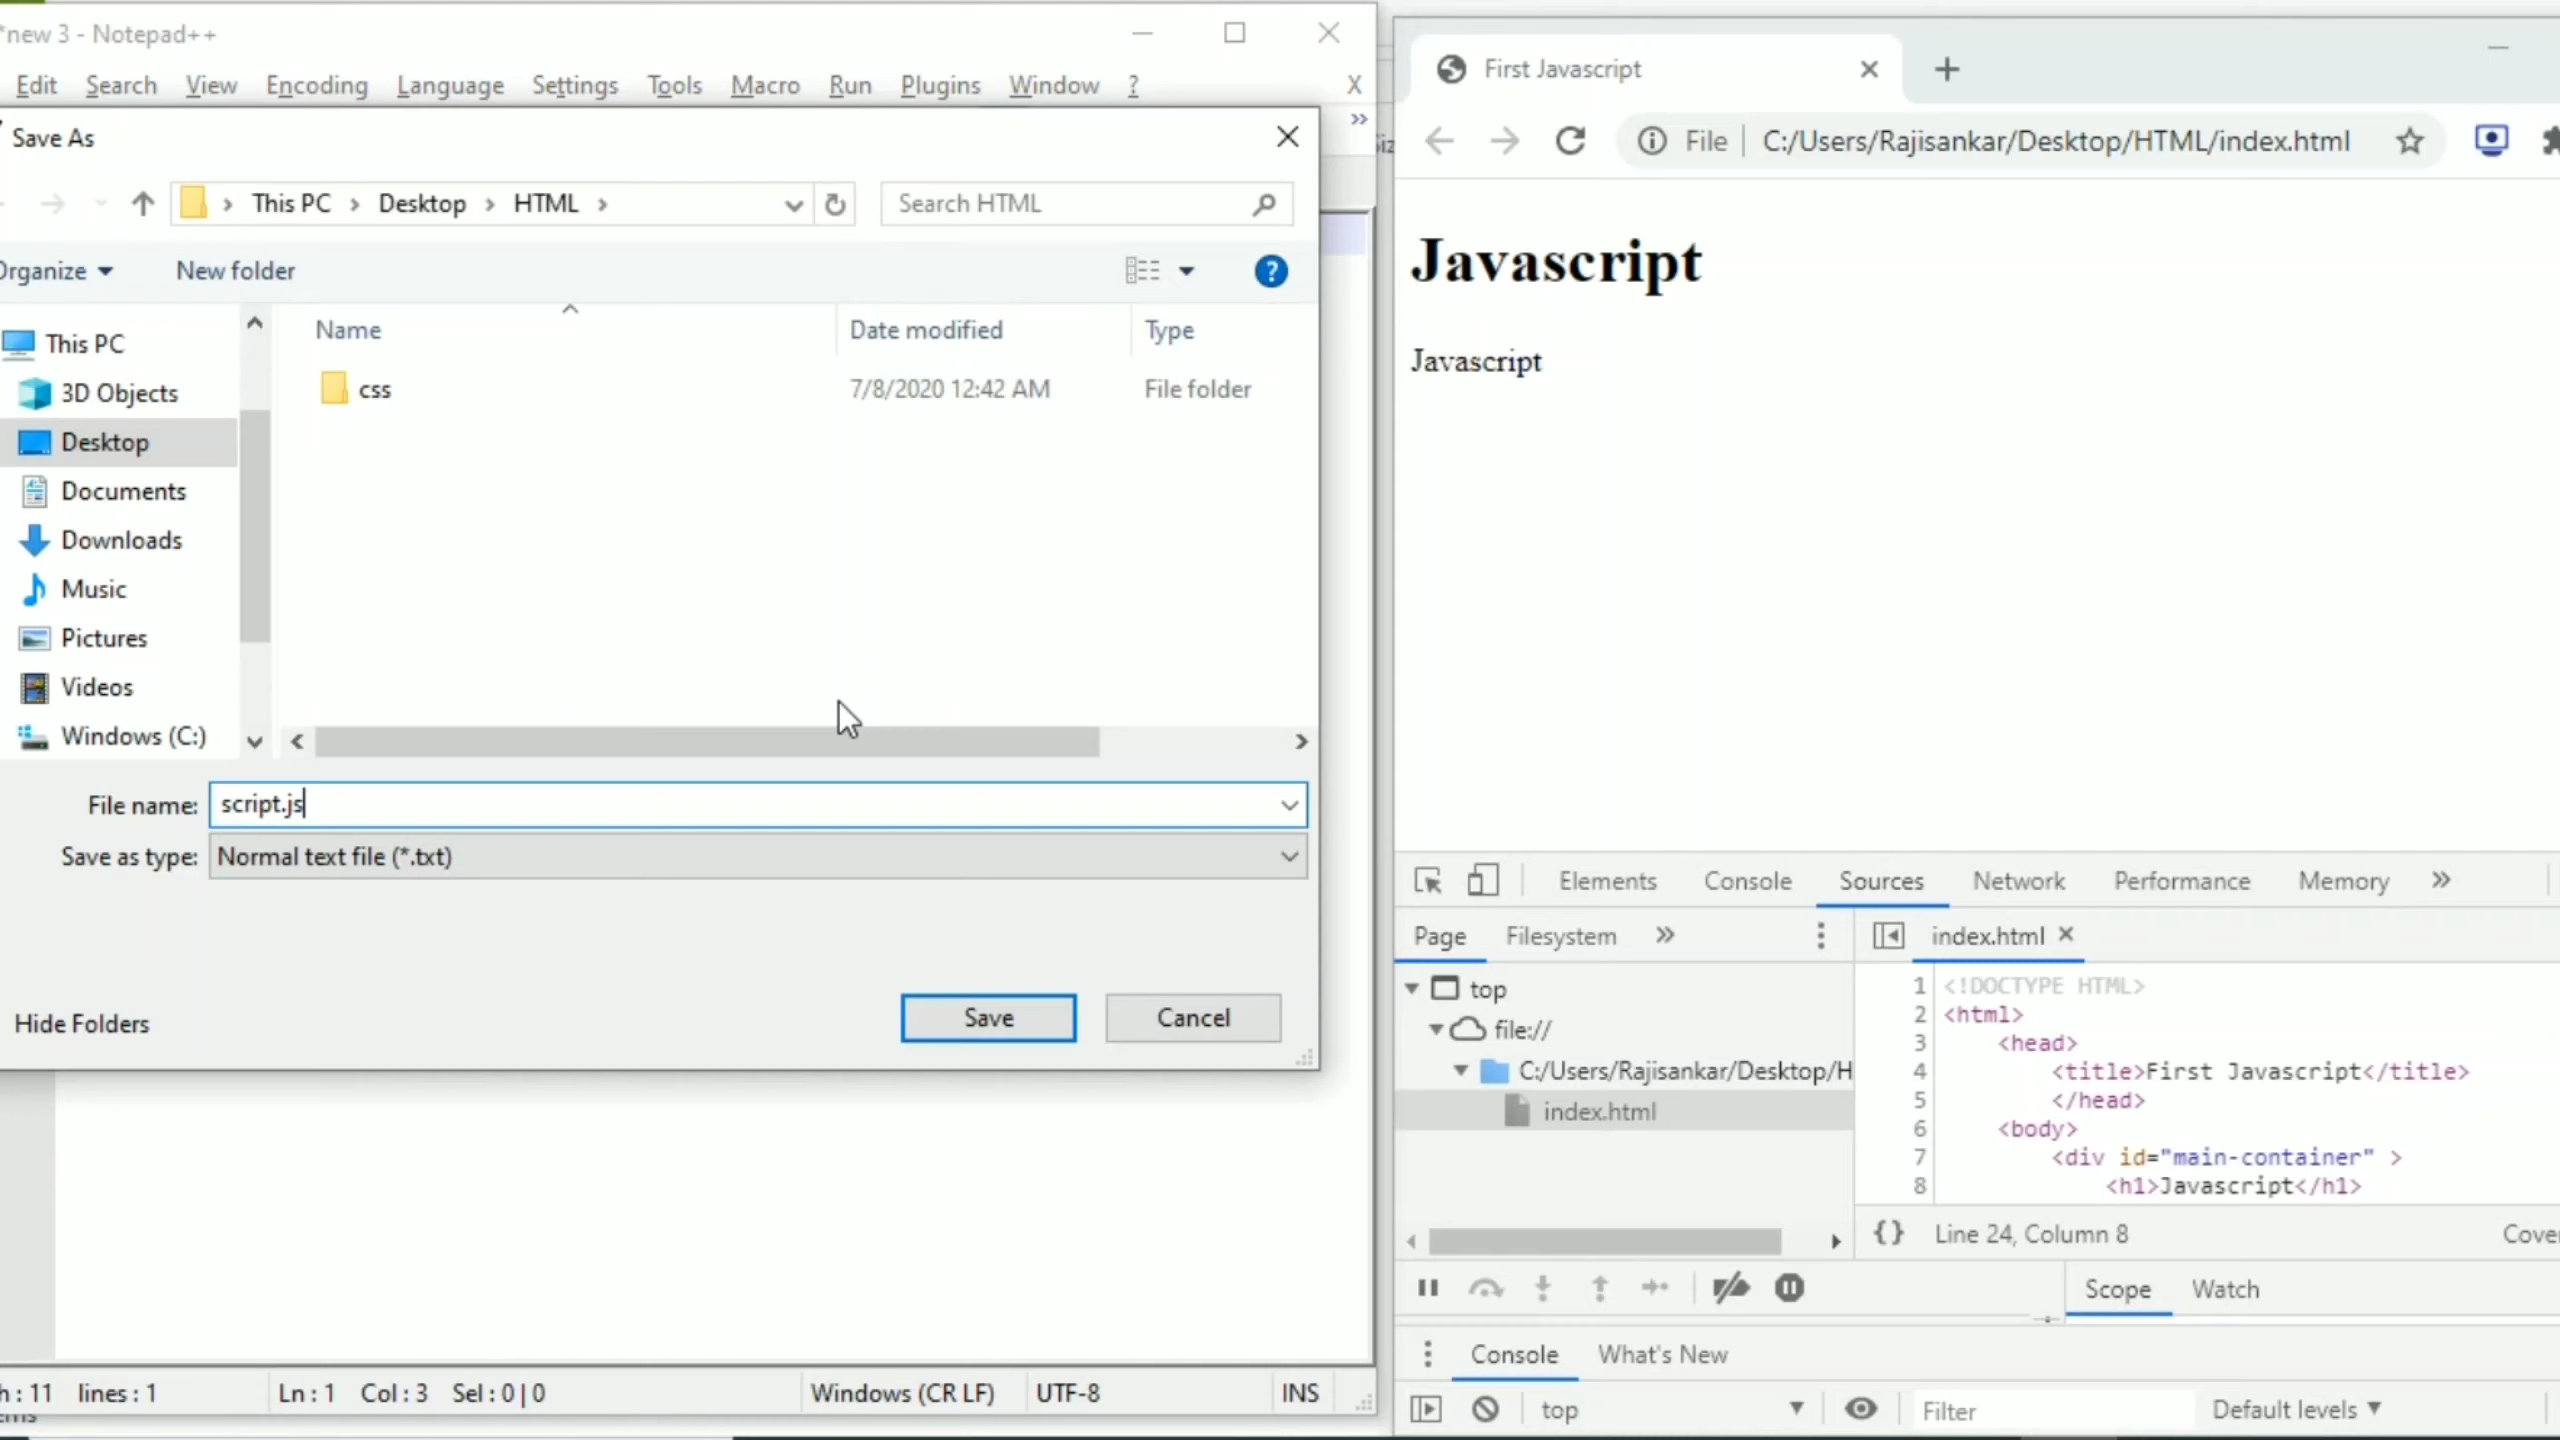 *new 3 - Notepad++
Edit Search View Encoding Language Settings Tools Macro Run Plugins Window ? X
Save As
This PC › Desktop › HTML ›
Search HTML
Organize
New folder
Name
Date modified
Type
This PC
3D Objects
Desktop
Documents
Downloads
Music
Pictures
Videos
Windows (C:)
css
7/8/2020 12:42 AM
File folder
File name: script.js
Save as type: Normal text file (*.txt)
Hide Folders
Save
Cancel
h : 11 lines : 1
Ln : 1 Col : 3 Sel : 0 | 0
Windows (CR LF)
UTF-8
INS
First Javascript
File | C:/Users/Rajisankar/Desktop/HTML/index.html
Javascript
Javascript
Elements Console Sources Network Performance Memory »
Page Filesystem »
index.html
top
file://
C:/Users/Rajisankar/Desktop/H
index.html
1 <!DOCTYPE HTML>
2 <html>
3 <head>
4 <title>First Javascript</title>
5 </head>
6 <body>
7 <div id="main-container" >
8 <h1>Javascript</h1>
{} Line 24, Column 8
Cove
Scope Watch
Console What's New
top
Filter
Default levels